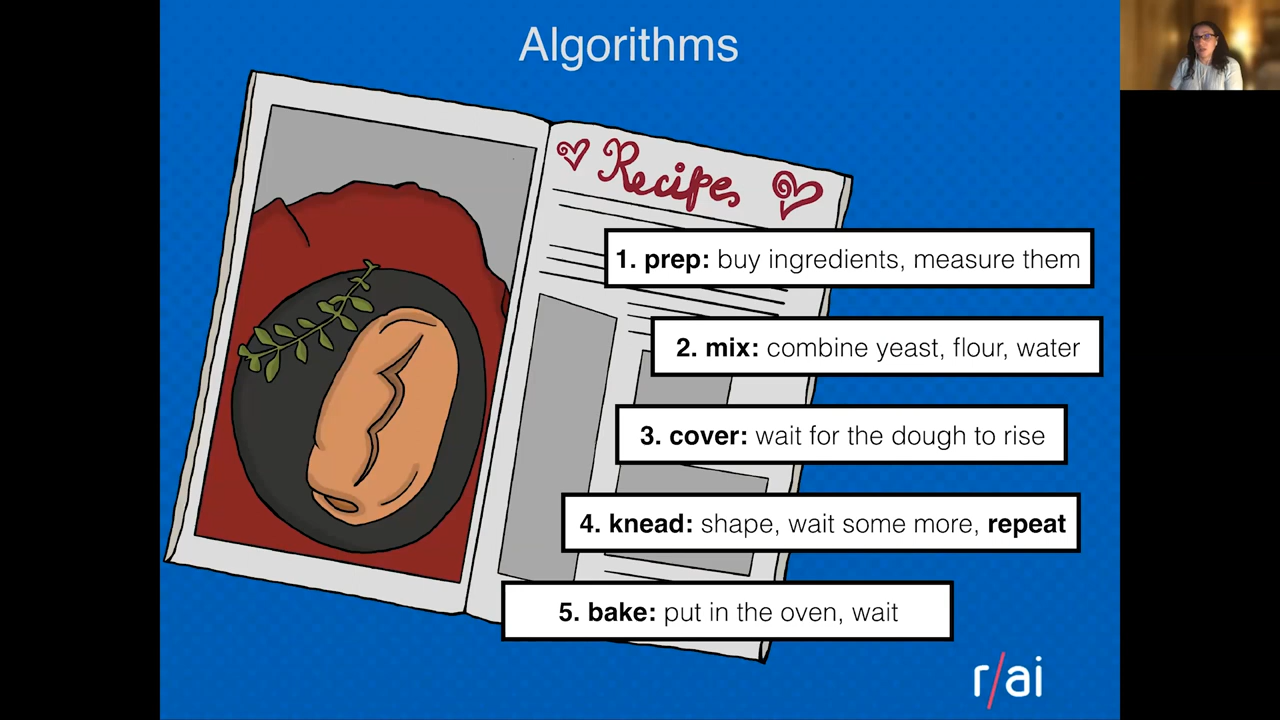 Algorithms
Recipes
1. prep: buy ingredients, measure them
2. mix: combine yeast, flour, water
3. cover: wait for the dough to rise
4. knead: shape, wait some more, repeat
5. bake: put in the oven, wait
r/ai